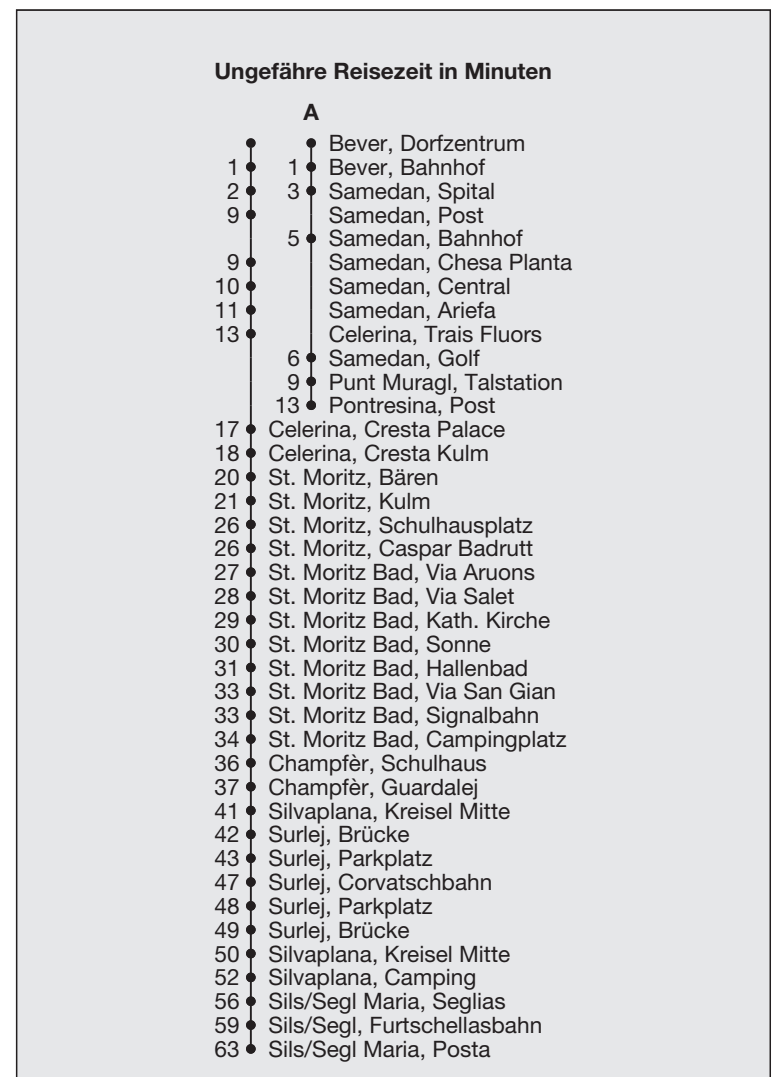 Ungefähre Reisezeit in Minuten
A
Bever, Dorfzentrum
1 1 Bever, Bahnhof
2 3 Samedan, Spital
9 Samedan, Post
5 Samedan, Bahnhof
9 Samedan, Chesa Planta
10 Samedan, Central
11 Samedan, Ariefa
13 Celerina, Trais Fluors
6 Samedan, Golf
9 Punt Muragl, Talstation
13 Pontresina, Post
17 Celerina, Cresta Palace
18 Celerina, Cresta Kulm
20 St. Moritz, Bären
21 St. Moritz, Kulm
26 St. Moritz, Schulhausplatz
26 St. Moritz, Caspar Badrutt
27 St. Moritz Bad, Via Aruons
28 St. Moritz Bad, Via Salet
29 St. Moritz Bad, Kath. Kirche
30 St. Moritz Bad, Sonne
31 St. Moritz Bad, Hallenbad
33 St. Moritz Bad, Via San Gian
33 St. Moritz Bad, Signalbahn
34 St. Moritz Bad, Campingplatz
36 Champfèr, Schulhaus
37 Champfèr, Guardalej
41 Silvaplana, Kreisel Mitte
42 Surlej, Brücke
43 Surlej, Parkplatz
47 Surlej, Corvatschbahn
48 Surlej, Parkplatz
49 Surlej, Brücke
50 Silvaplana, Kreisel Mitte
52 Silvaplana, Camping
56 Sils/Segl Maria, Seglias
59 Sils/Segl, Furtschellasbahn
63 Sils/Segl Maria, Posta